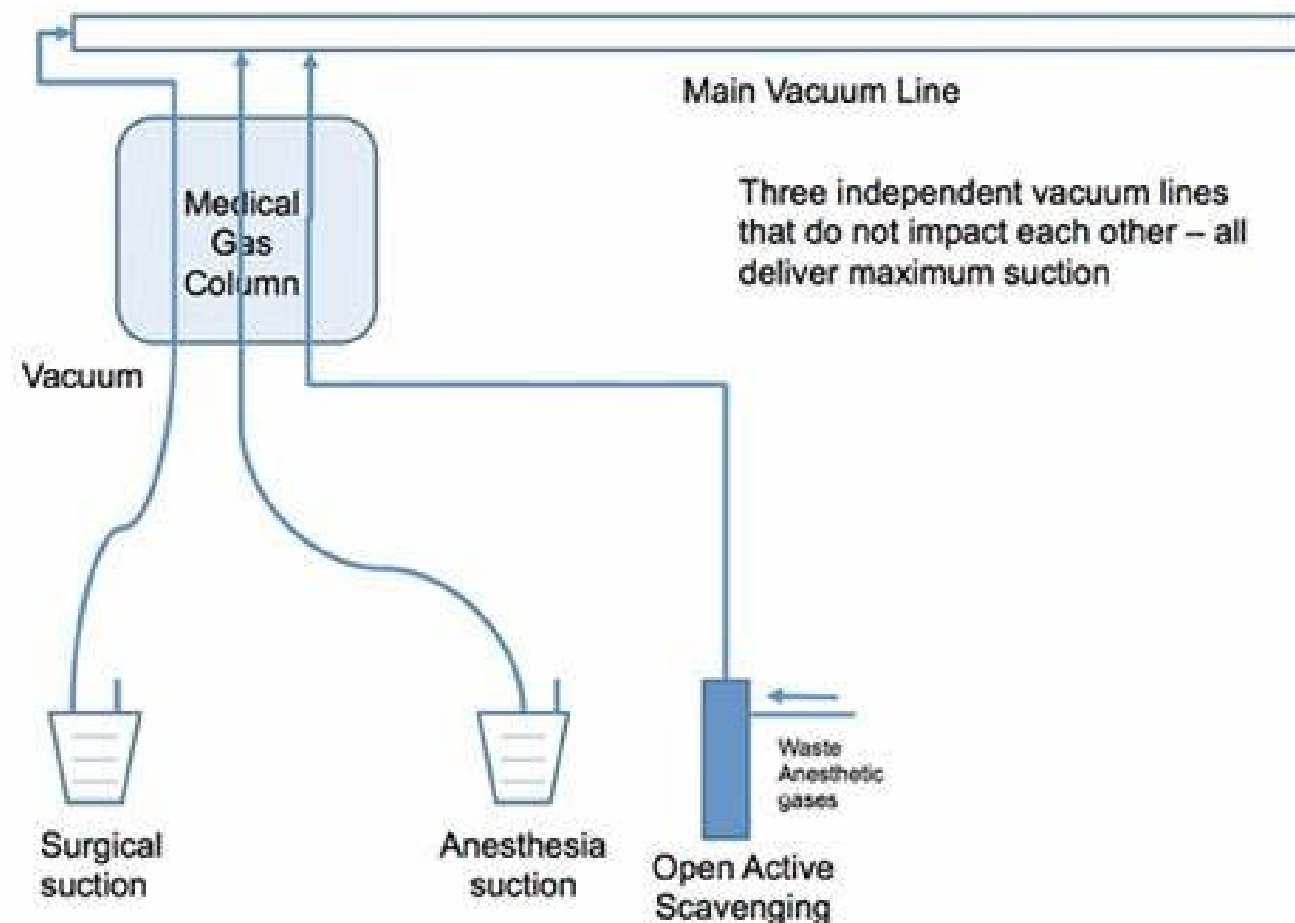 Main Vacuum Line
Three independent vacuum lines
that do not impact each other – all
deliver maximum suction
Medical
Gas
Column
Vacuum
Waste
Anesthetic
gases
Surgical
suction
Anesthesia
suction
Open Active
Scavenging